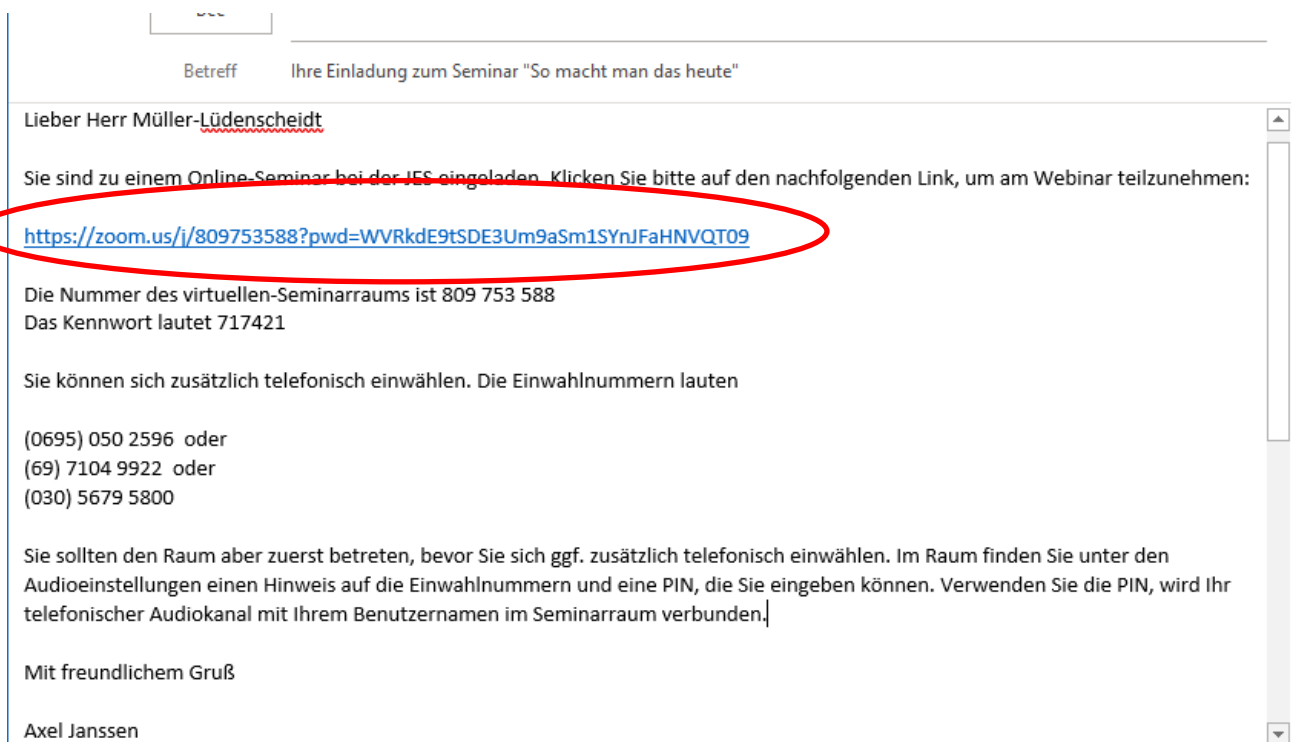 Betreff Ihre Einladung zum Seminar "So macht man das heute"
Lieber Herr Müller-Lüdenscheidt
Sie sind zu einem Online-Seminar bei der JES eingeladen. Klicken Sie bitte auf den nachfolgenden Link, um am Webinar teilzunehmen:
https://zoom.us/j/809753588?pwd=WVRkdE9tSDE3Um9aSm1SYnJFaHNVQT09
Die Nummer des virtuellen-Seminarraums ist 809 753 588
Das Kennwort lautet 717421
Sie können sich zusätzlich telefonisch einwählen. Die Einwahlnummern lauten
(0695) 050 2596 oder
(69) 7104 9922 oder
(030) 5679 5800
Sie sollten den Raum aber zuerst betreten, bevor Sie sich ggf. zusätzlich telefonisch einwählen. Im Raum finden Sie unter den
Audioeinstellungen einen Hinweis auf die Einwahlnummern und eine PIN, die Sie eingeben können. Verwenden Sie die PIN, wird Ihr
telefonischer Audiokanal mit Ihrem Benutzernamen im Seminarraum verbunden.
Mit freundlichem Gruß
Axel Janssen